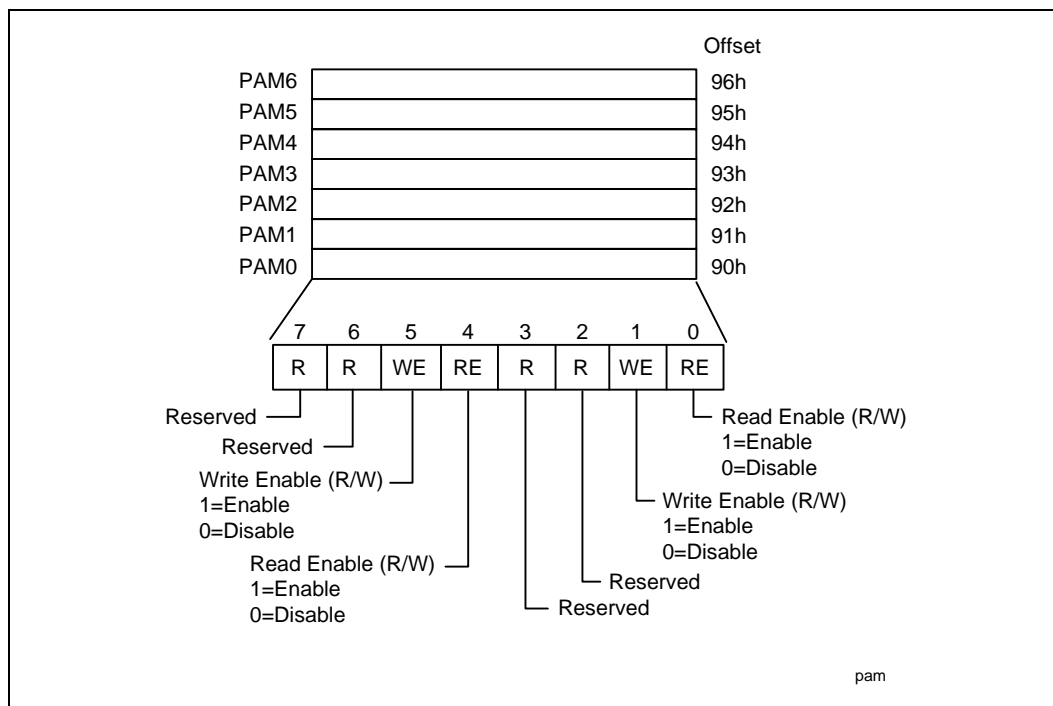 Offset
PAM6 96h
PAM5 95h
PAM4 94h
PAM3 93h
PAM2 92h
PAM1 91h
PAM0 90h
7 6 5 4 3 2 1 0
R R WE RE R R WE RE
Reserved
Reserved
Write Enable (R/W)
1=Enable
0=Disable
Read Enable (R/W)
1=Enable
0=Disable
Reserved
Reserved
Write Enable (R/W)
1=Enable
0=Disable
Read Enable (R/W)
1=Enable
0=Disable
pam